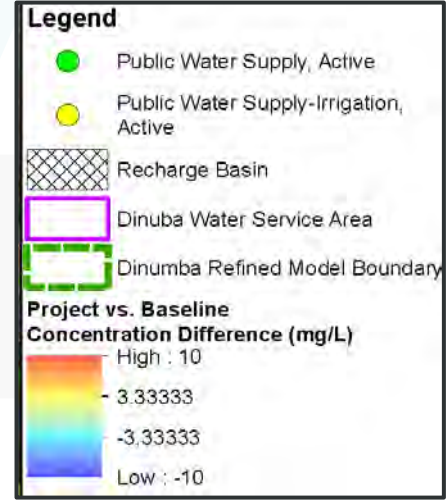 Legend
Public Water Supply, Active
Public Water Supply-Irrigation,
Active
Recharge Basin
Dinuba Water Service Area
Dinumba Refined Model Boundary
Project vs. Baseline
Concentration Difference (mg/L)
High : 10
3.33333
-3.33333
Low : -10